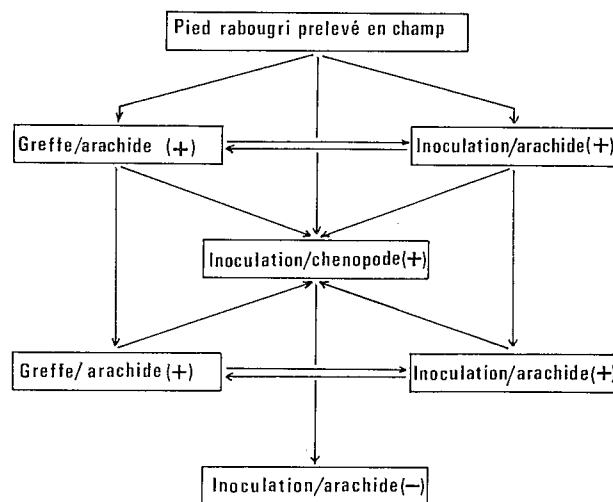 Pied rabougri prelevé en champ
Greffe/arachide (+)
Inoculation/arachide(+)
Inoculation/chenopode(+)
Greffe/arachide(+)
Inoculation/arachide(+)
Inoculation/arachide(−)